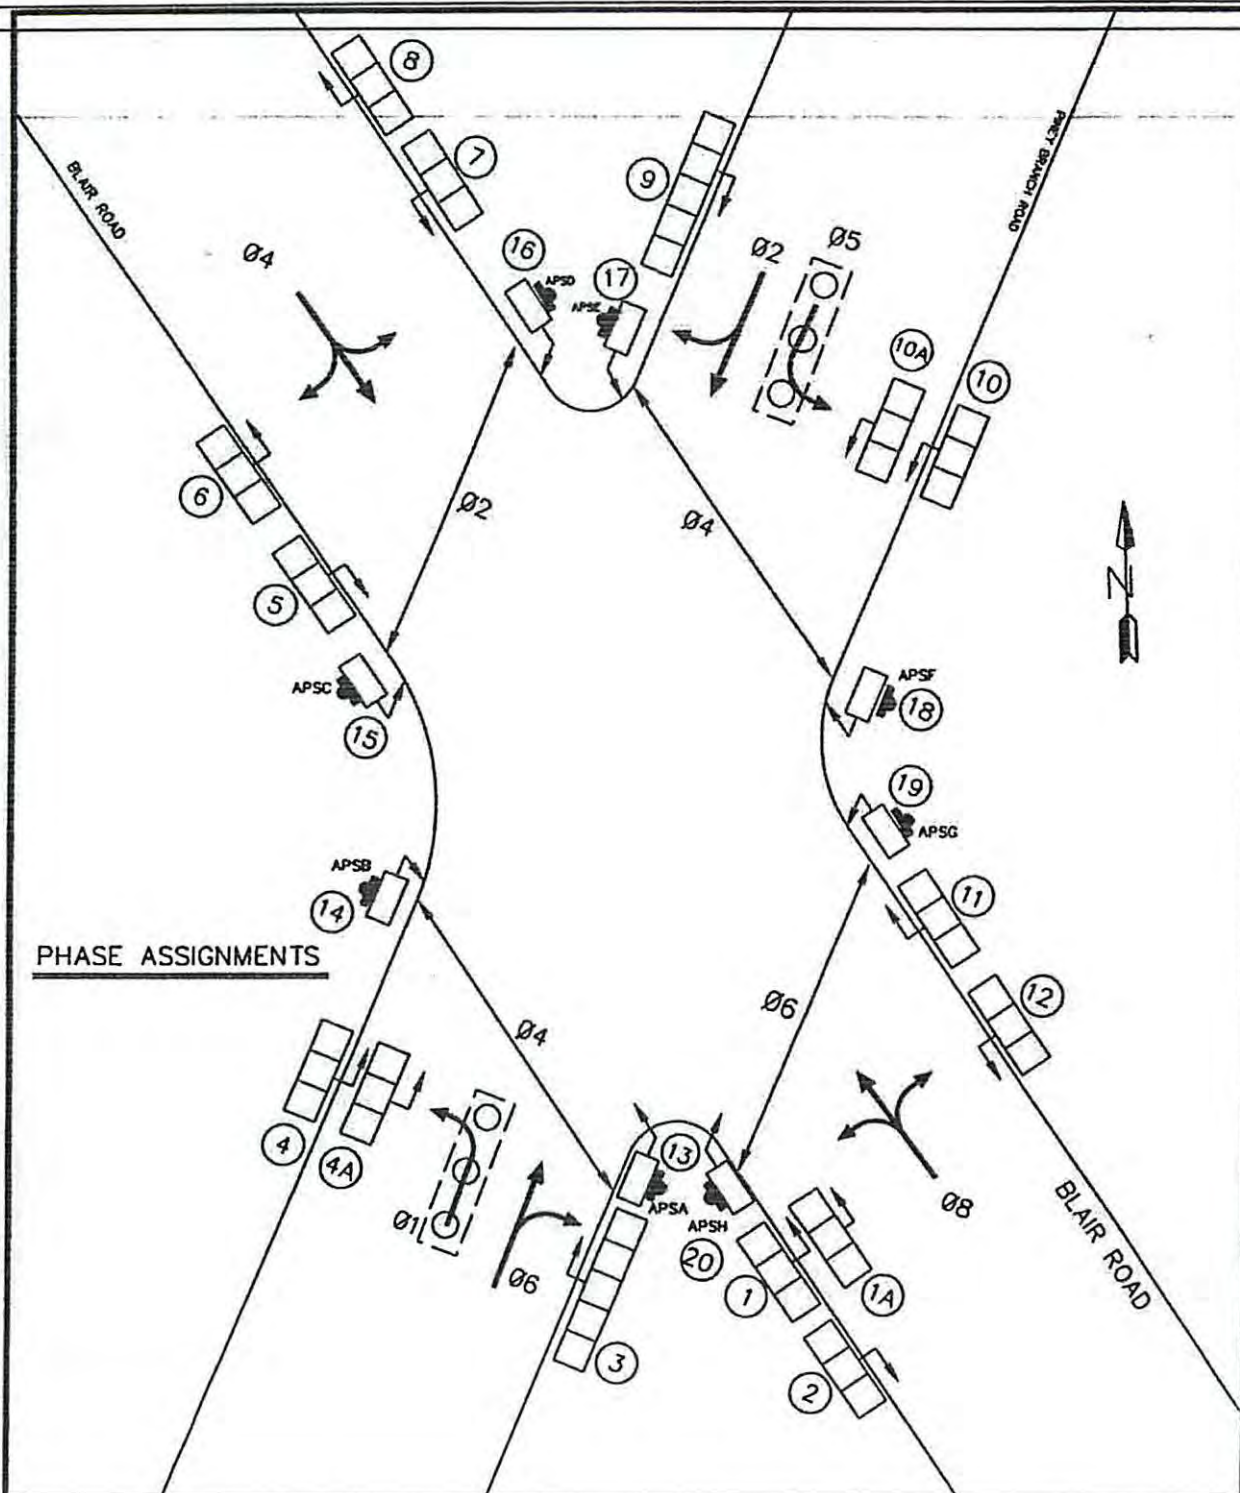 8
7
9
PINEY BRANCH ROAD
BLAIR ROAD
Ø4
16
APSD
17
APSE
Ø2
Ø5
10A
10
6
Ø2
Ø4
N
5
APSC
15
APSF
18
19
APSG
APSB
14
11
PHASE ASSIGNMENTS
12
Ø4
Ø6
4
4A
Ø1
Ø6
13
APSA
APSH
20
Ø8
BLAIR ROAD
1
1A
3
2